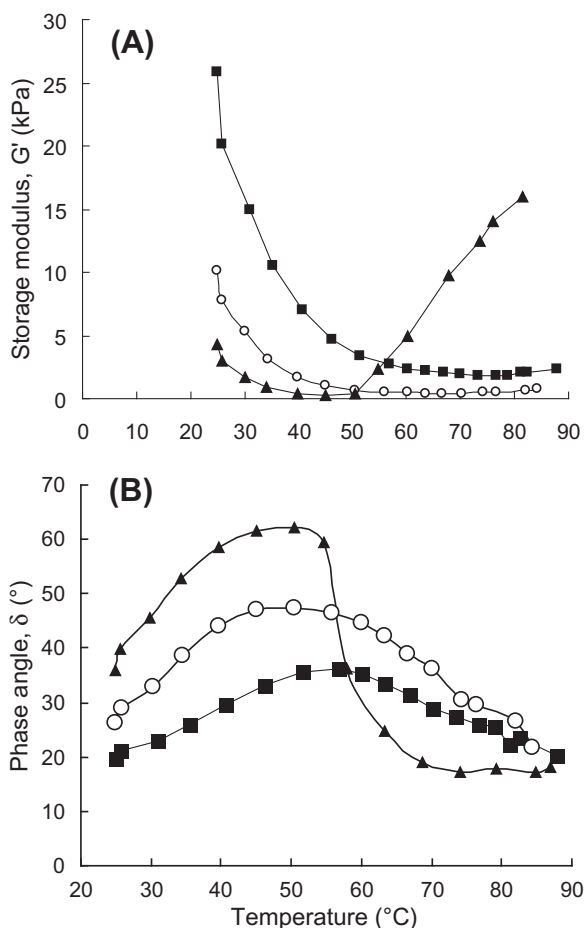 (A)
Storage modulus, G' (kPa)
30
25
20
15
10
5
0
0 10 20 30 40 50 60 70 80 90
(B)
Phase angle, δ (°)
70
60
50
40
30
20
10
0
20 30 40 50 60 70 80 90
Temperature (°C)